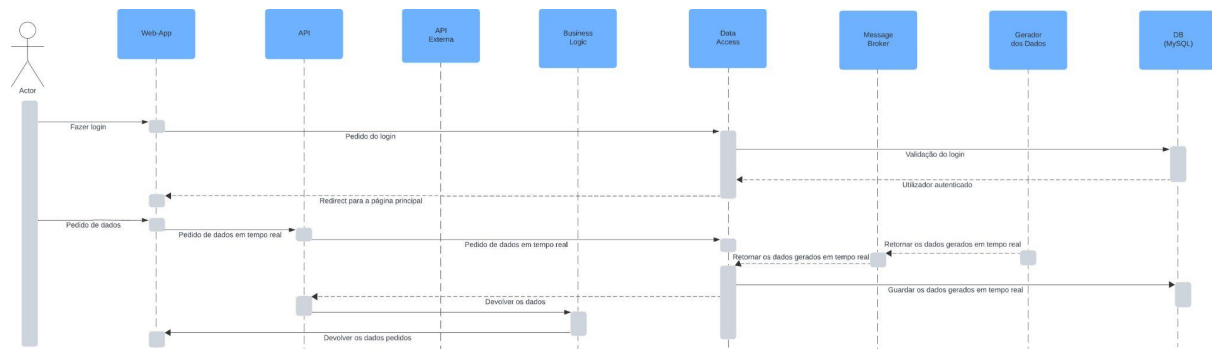 Web-App
API
API
Externa
Business
Logic
Data
Access
Message
Broker
Gerador
dos Dados
DB
(MySQL)
Actor
Fazer login
Pedido do login
Validação do login
Utilizador autenticado
Redirect para a página principal
Pedido de dados
Pedido de dados em tempo real
Pedido de dados em tempo real
Retornar os dados gerados em tempo real
Retornar os dados gerados em tempo real
Guardar os dados gerados em tempo real
Devolver os dados
Devolver os dados pedidos